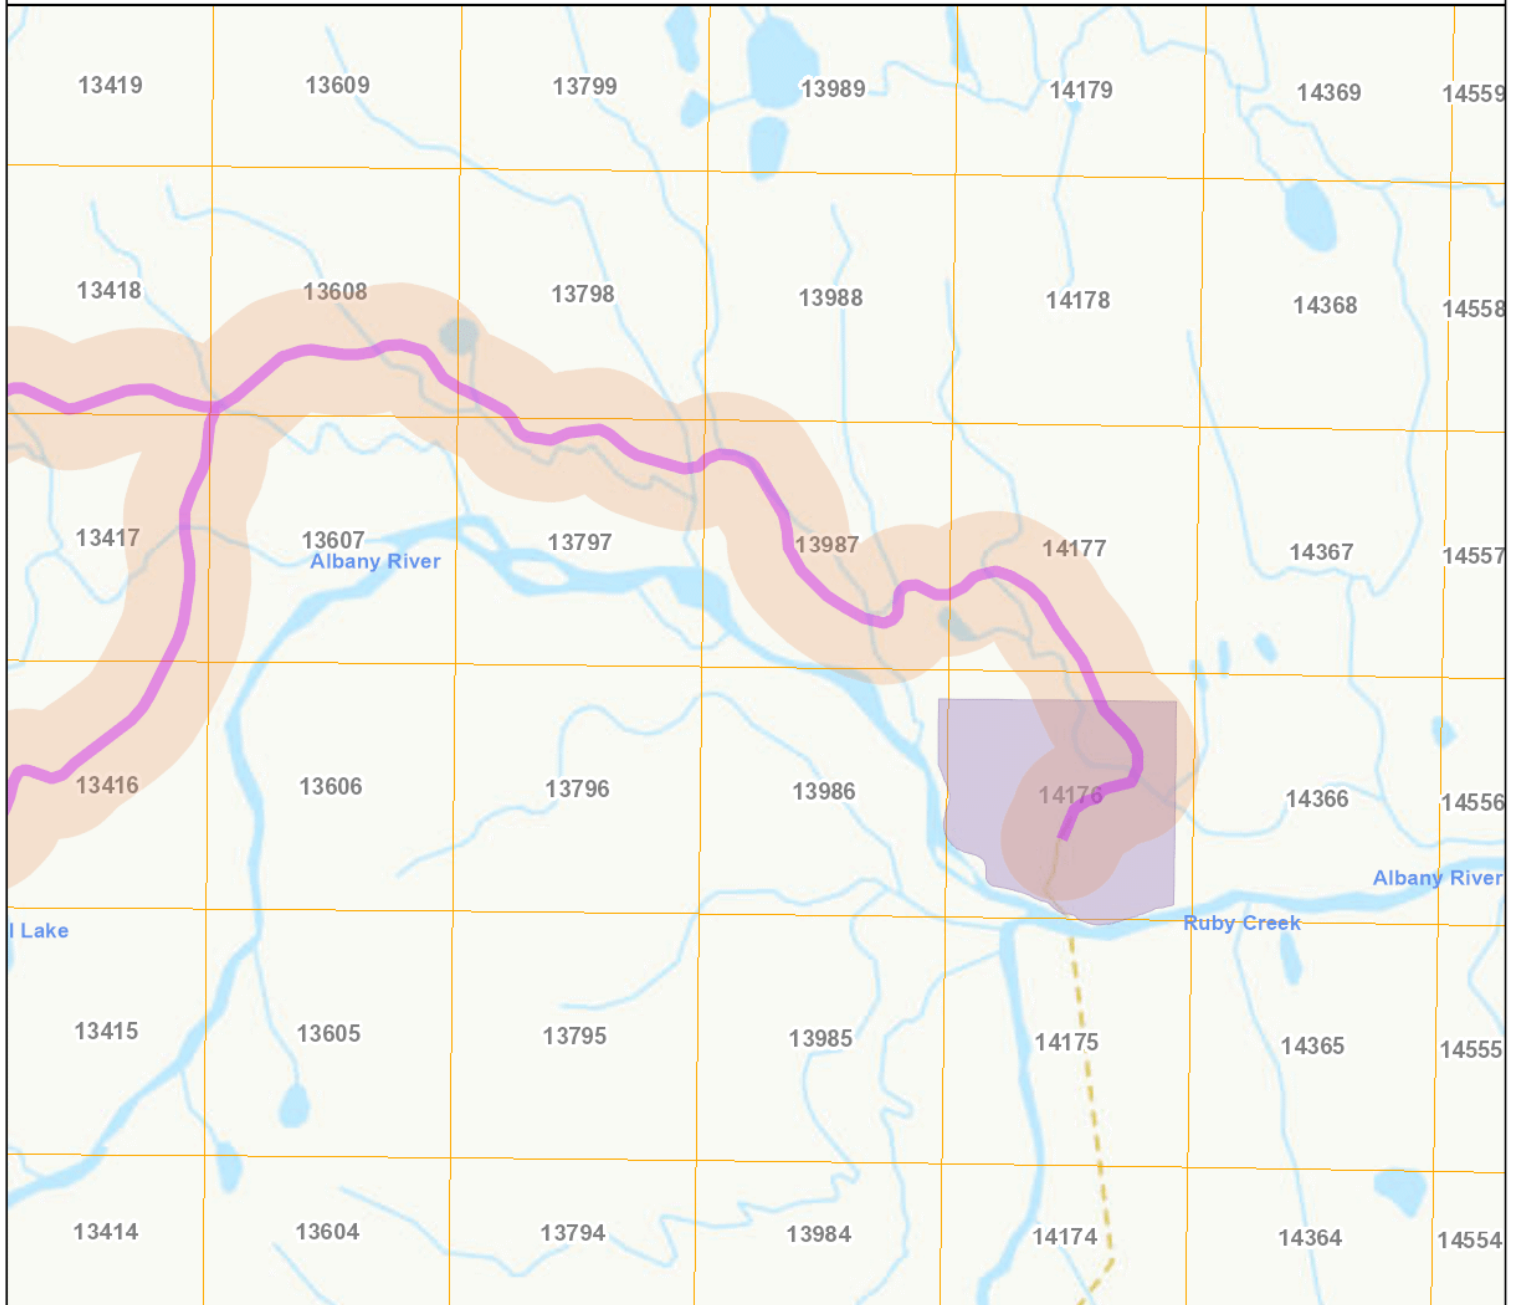 13419 13609 13799 13989 14179 14369 14559
13418 13608 13798 13988 14178 14368 14558
13417 13607 13797 13987 14177 14367 14557
Albany River
13416 13606 13796 13986 14176 14366 14556
Albany River
l Lake
Ruby Creek
13415 13605 13795 13985 14175 14365 14555
13414 13604 13794 13984 14174 14364 14554